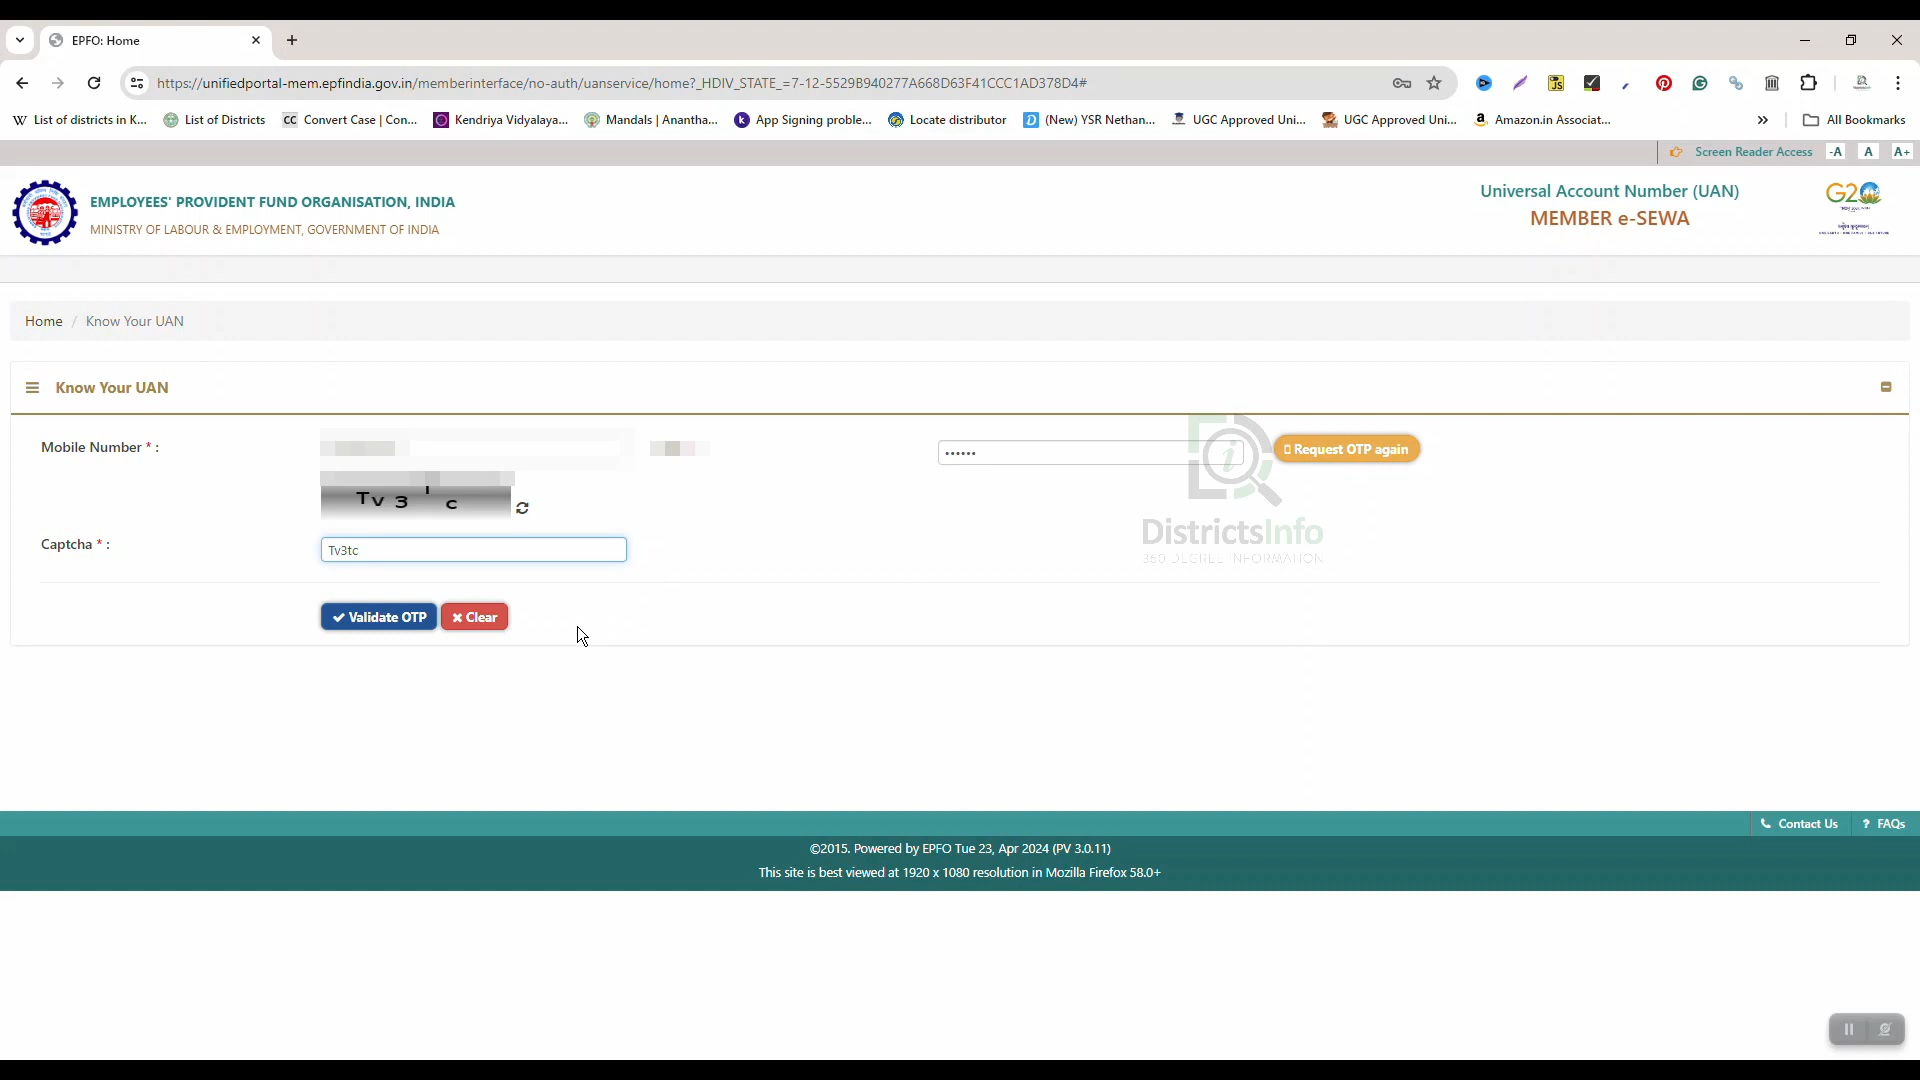 EPFO: Home
https://unifiedportal-mem.epfindia.gov.in/memberinterface/no-auth/uanservice/home?_HDIV_STATE_=7-12-5529B940277A668D63F41CCC1AD378D4#
List of districts in K... List of Districts CC Convert Case | Con... Kendriya Vidyalaya... Mandals | Anantha... App Signing proble... Locate distributor (New) YSR Nethan... UGC Approved Uni... UGC Approved Uni... Amazon.in Associat... » All Bookmarks
Screen Reader Access -A A A+
EMPLOYEES' PROVIDENT FUND ORGANISATION, INDIA
MINISTRY OF LABOUR & EMPLOYMENT, GOVERNMENT OF INDIA
Universal Account Number (UAN)
MEMBER e-SEWA
G20
Home / Know Your UAN
Know Your UAN
Mobile Number * :
Request OTP again
Tv3 c
Captcha * :
Tv3tc
DistrictsInfo
360 DEGREE INFORMATION
Validate OTP Clear
Contact Us ? FAQs
©2015. Powered by EPFO Tue 23, Apr 2024 (PV 3.0.11)
This site is best viewed at 1920 x 1080 resolution in Mozilla Firefox 58.0+